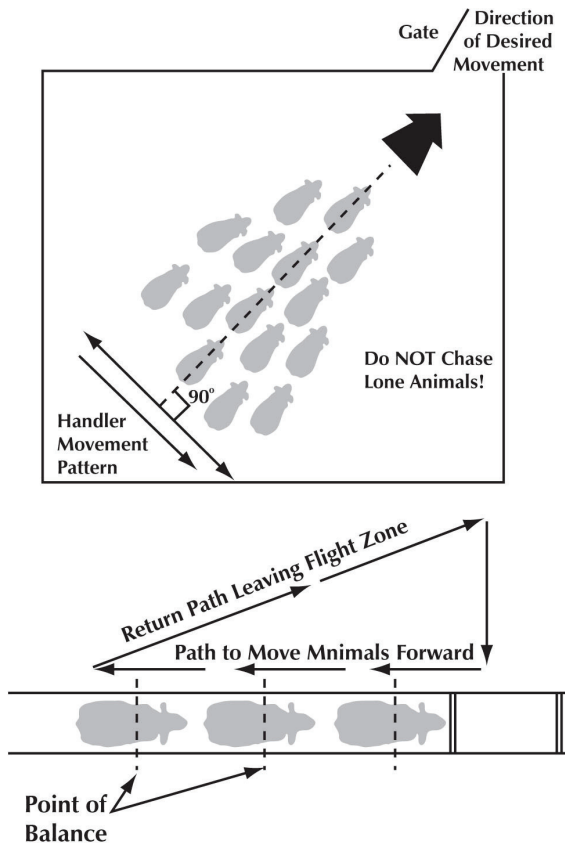 Gate
Direction
of Desired
Movement
Do NOT Chase
Lone Animals!
90°
Handler
Movement
Pattern
Return Path Leaving Flight Zone
Path to Move Mnimals Forward
Point of
Balance